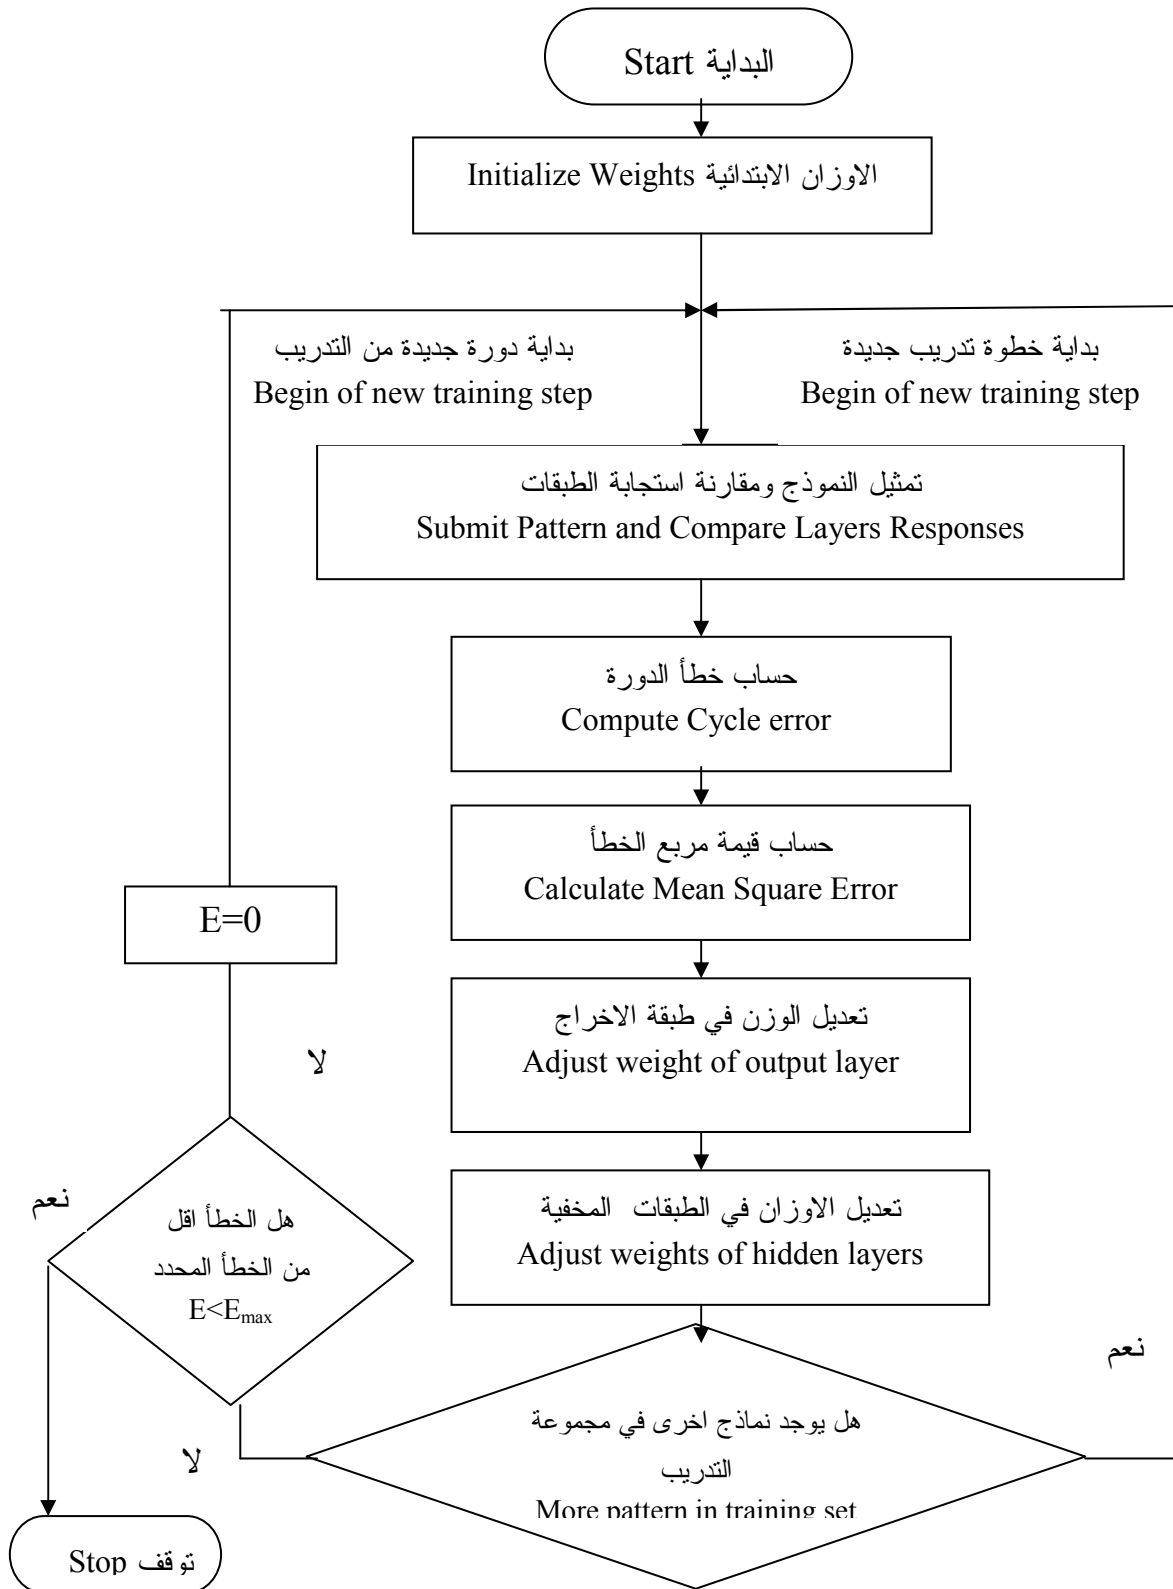 البداية Start
الاوزان الابتدائية Initialize Weights
بداية دورة جديدة من التدريب
Begin of new training step
بداية خطوة تدريب جديدة
Begin of new training step
تمثيل النموذج ومقارنة استجابة الطبقات
Submit Pattern and Compare Layers Responses
حساب خطأ الدورة
Compute Cycle error
حساب قيمة مربع الخطأ
Calculate Mean Square Error
E=0
تعديل الوزن في طبقة الاخراج
Adjust weight of output layer
لا
نعم
هل الخطأ اقل
من الخطأ المحدد
E<Emax
تعديل الاوزان في الطبقات المخفية
Adjust weights of hidden layers
نعم
هل يوجد نماذج اخرى في مجموعة
التدريب
More pattern in training set
لا
توقف Stop